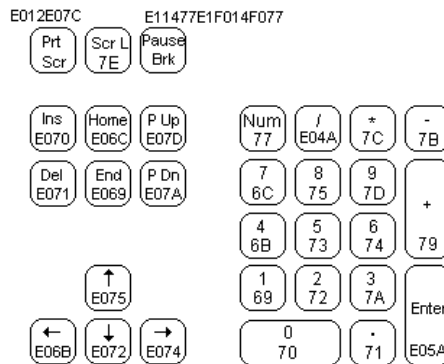 E012E07C E11477E1F014F077
Prt Scr L Pause
Scr 7E Brk
Ins Home P Up Num / * -
E070 E06C E07D 77 E04A 7C 7B
Del End P Dn 7 8 9
E071 E069 E07A 6C 75 7D
+
4 5 6
6B 73 74 79
↑ 1 2 3
E075 69 72 7A Enter
← ↓ → 0 .
E06B E072 E074 70 71 E05A